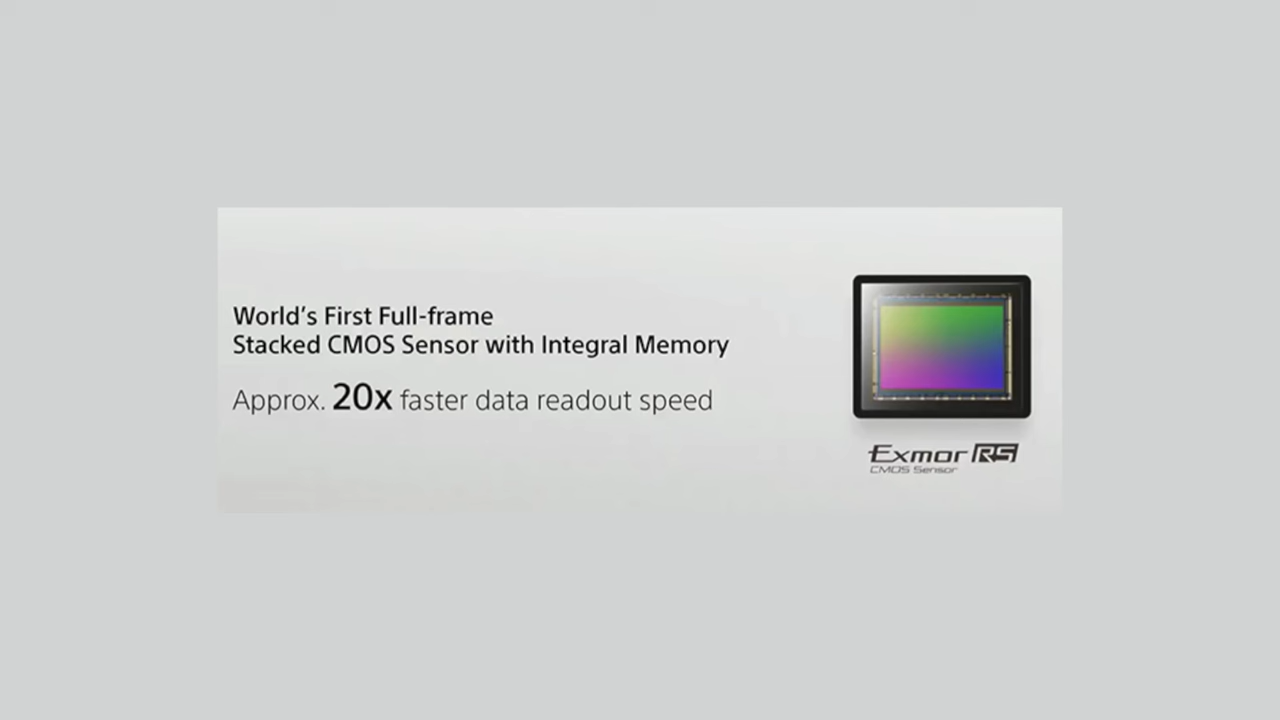 World's First Full-frame
Stacked CMOS Sensor with Integral Memory
Approx. 20x faster data readout speed
Exmor RS
CMOS Sensor